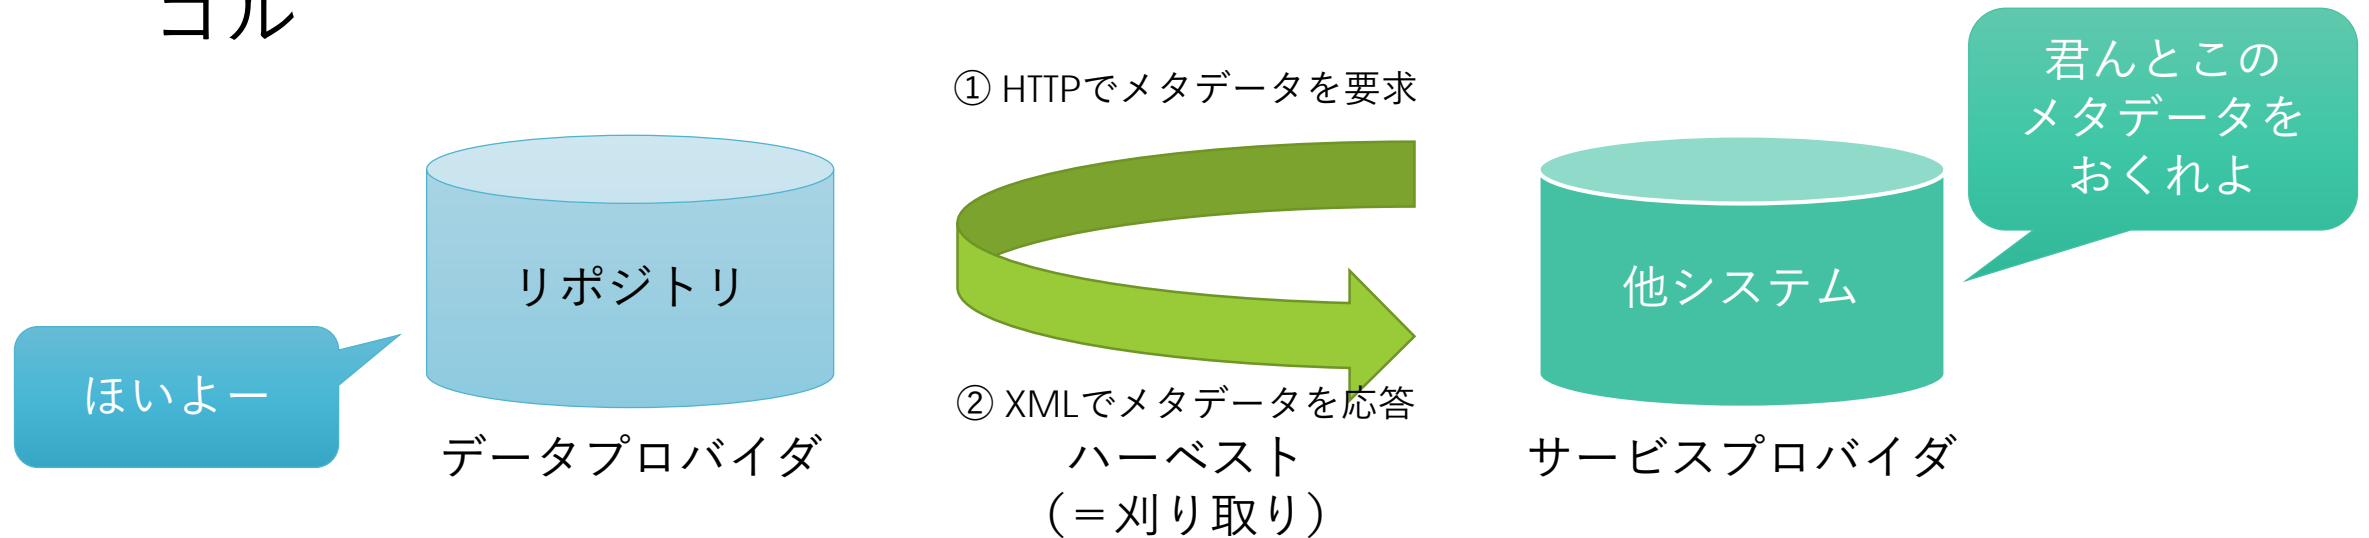 コル
① HTTPでメタデータを要求
君んとこの
メタデータを
おくれよ
リポジトリ
他システム
ほいよー
② XMLでメタデータを応答
データプロバイダ
ハーベスト
（＝刈り取り）
サービスプロバイダ